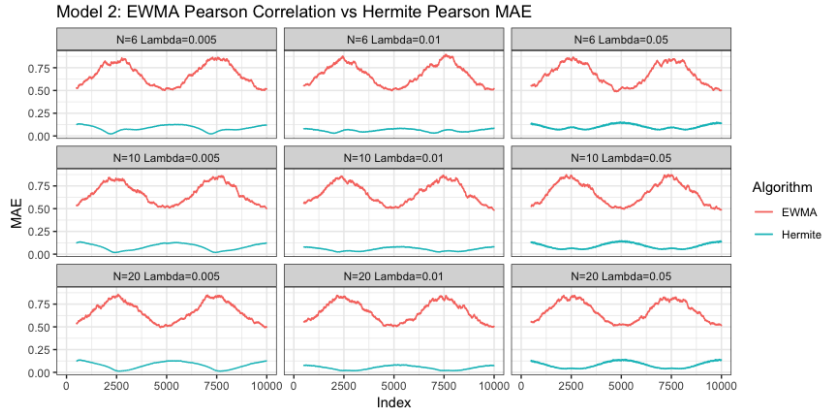 Model 2: EWMA Pearson Correlation vs Hermite Pearson MAE
N=6 Lambda=0.005 N=6 Lambda=0.01 N=6 Lambda=0.05
0.75
0.50
0.25
0.00
N=10 Lambda=0.005 N=10 Lambda=0.01 N=10 Lambda=0.05
0.75
0.50
0.25
0.00
N=20 Lambda=0.005 N=20 Lambda=0.01 N=20 Lambda=0.05
0.75
0.50
0.25
0.00
0 2500 5000 7500 10000 0 2500 5000 7500 10000 0 2500 5000 7500 10000
MAE
Index
Algorithm
EWMA
Hermite